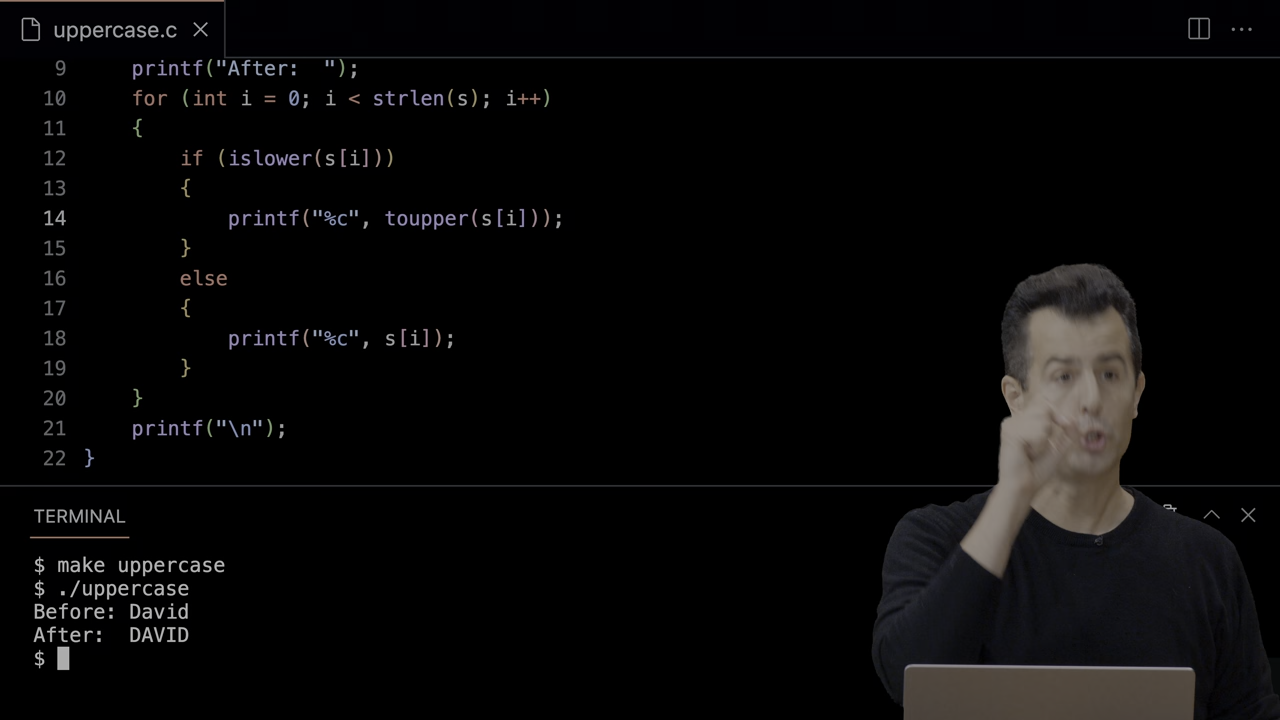 uppercase.c
9 printf("After:  ");
10 for (int i = 0; i < strlen(s); i++)
11 {
12 if (islower(s[i]))
13 {
14 printf("%c", toupper(s[i]));
15 }
16 else
17 {
18 printf("%c", s[i]);
19 }
20 }
21 printf("\n");
22 }
TERMINAL
$ make uppercase
$ ./uppercase
Before: David
After:  DAVID
$